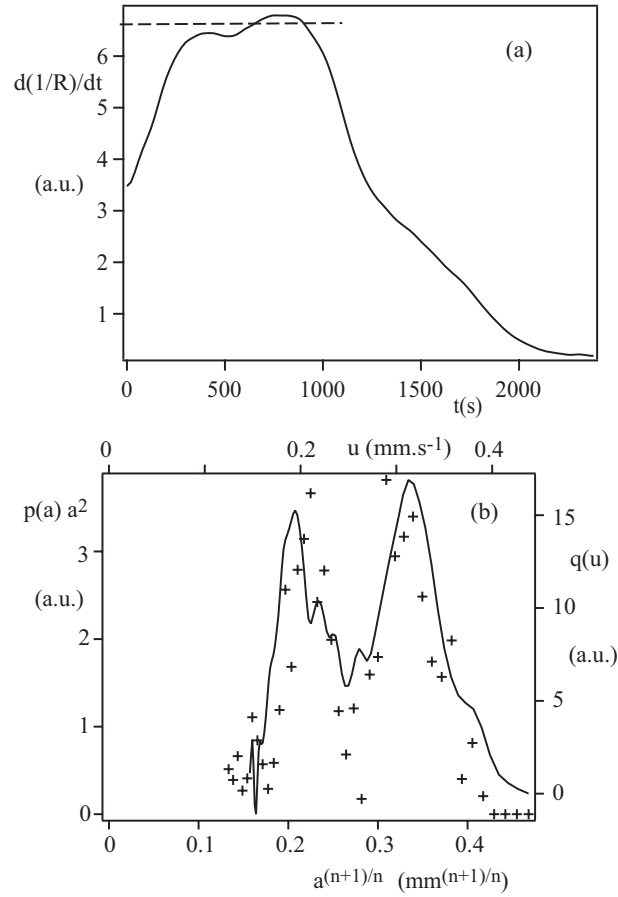 (a)
6
d(1/R)/dt
5
4
(a.u.)
3
2
1
0 500 1000 1500 2000
t(s)
0 0.2 u (mm.s-1) 0.4
p(a) a2 (b) 15
3 q(u)
(a.u.)
10
2
(a.u.)
5
1
0
0
0 0.1 0.2 0.3 0.4
a(n+1)/n (mm(n+1)/n)